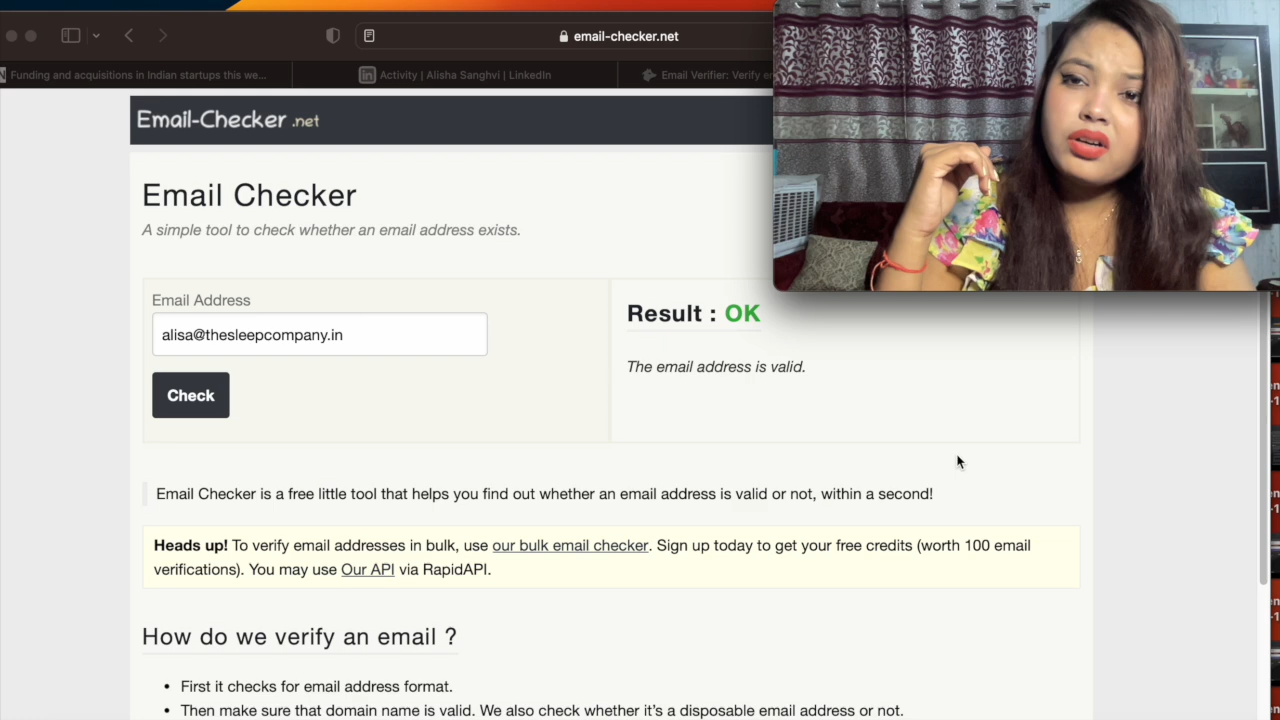 email-checker.net
Funding and acquisitions in Indian startups this we...
in Activity | Alisha Sanghvi | LinkedIn
Email Verifier: Verify
Email-Checker .net
Email Checker
A simple tool to check whether an email address exists.
Email Address
alisa@thesleepcompany.in
Check
Result : OK
The email address is valid.
Email Checker is a free little tool that helps you find out whether an email address is valid or not, within a second!
Heads up! To verify email addresses in bulk, use our bulk email checker. Sign up today to get your free credits (worth 100 email
verifications). You may use Our API via RapidAPI.
How do we verify an email ?
• First it checks for email address format.
• Then make sure that domain name is valid. We also check whether it's a disposable email address or not.